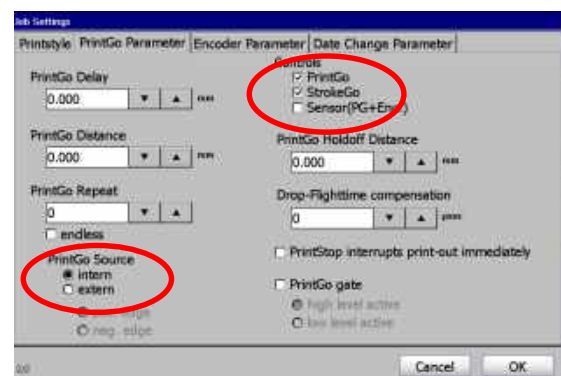 Job Settings
Printstyle PrintGo Parameter Encoder Parameter Date Change Parameter
PrintGo Delay
0.000 mm
PrintGo Distance
0.000 mm
PrintGo Repeat
0
endless
PrintGo Source
intern
extern
edge
neg. edge
Controls
PrintGo
StrokeGo
Sensor(PG+Enc.)
PrintGo Holdoff Distance
0.000 mm
Drop-Flighttime compensation
0
PrintStop interrupts print-out immediately
PrintGo gate
high level active
low level active
Cancel OK